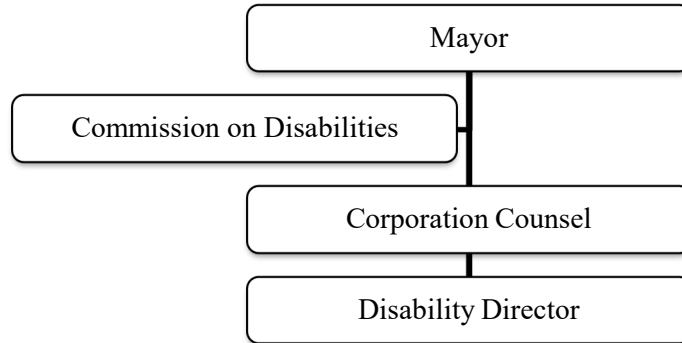 Mayor
Commission on Disabilities
Corporation Counsel
Disability Director